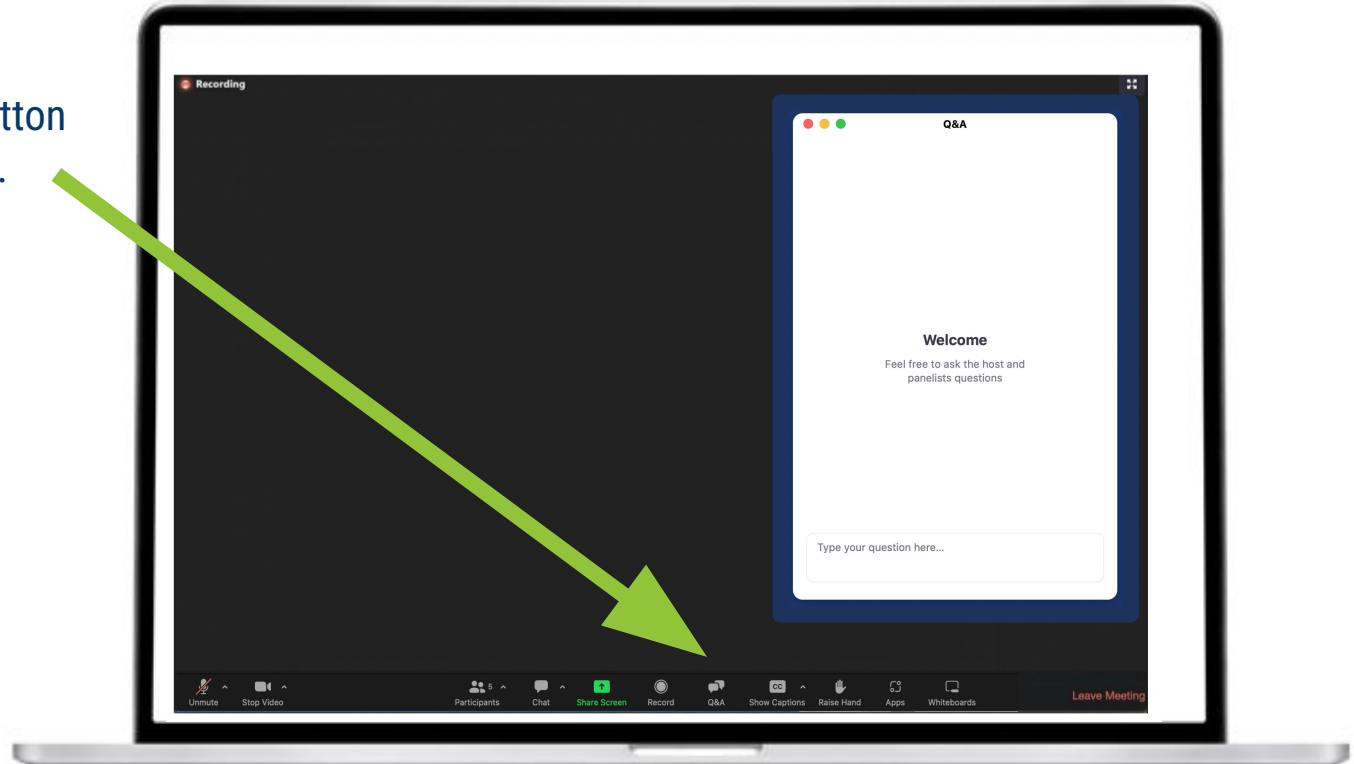 tton
.
Recording
Q&A
Welcome
Feel free to ask the host and
panelists questions
Type your question here...
5
CC
Unmute Stop Video Participants Chat Share Screen Record Q&A Show Captions Raise Hand Apps Whiteboards Leave Meeting